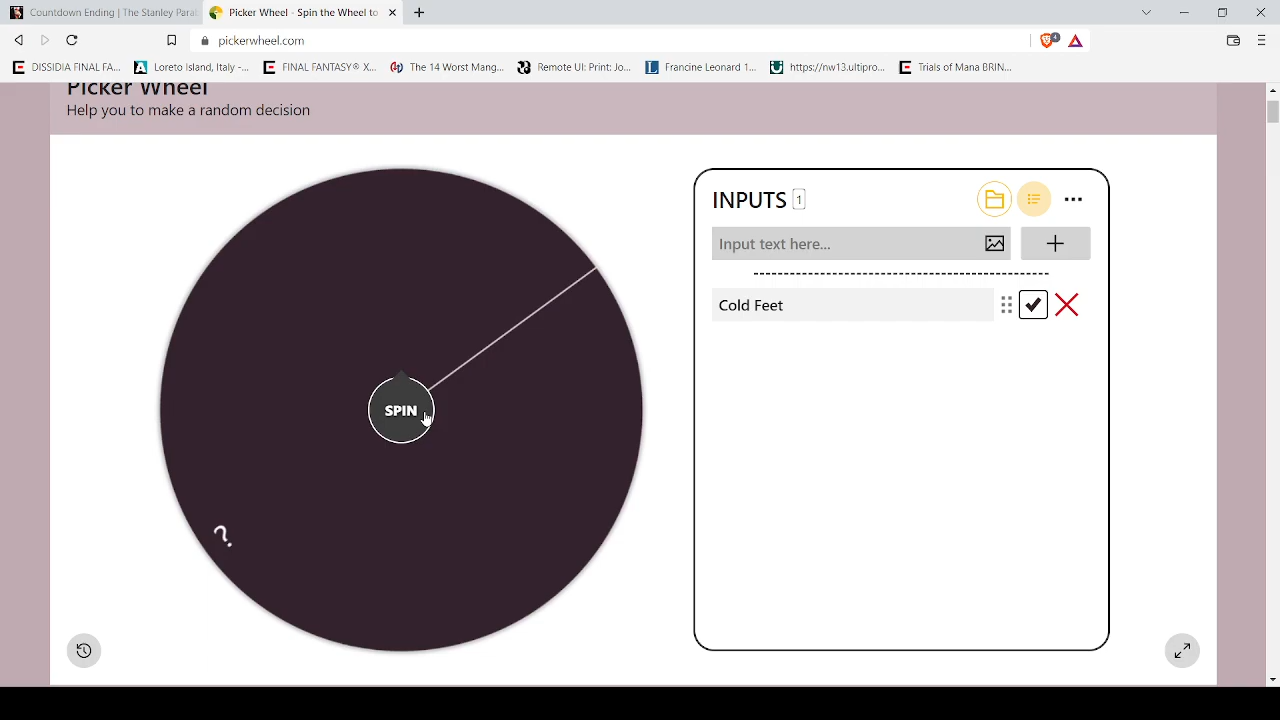 Countdown Ending | The Stanley Para
Picker Wheel - Spin the Wheel to
pickerwheel.com
4
DISSIDIA FINAL FA...
Loreto Island, Italy -...
FINAL FANTASY® X...
The 14 Worst Mang...
Remote UI: Print: Jo...
Francine Leonard 1...
https://nw13.ultipro...
Trials of Mana BRIN...
Picker Wheel
Help you to make a random decision
INPUTS 1
Input text here...
Cold Feet
SPIN
?